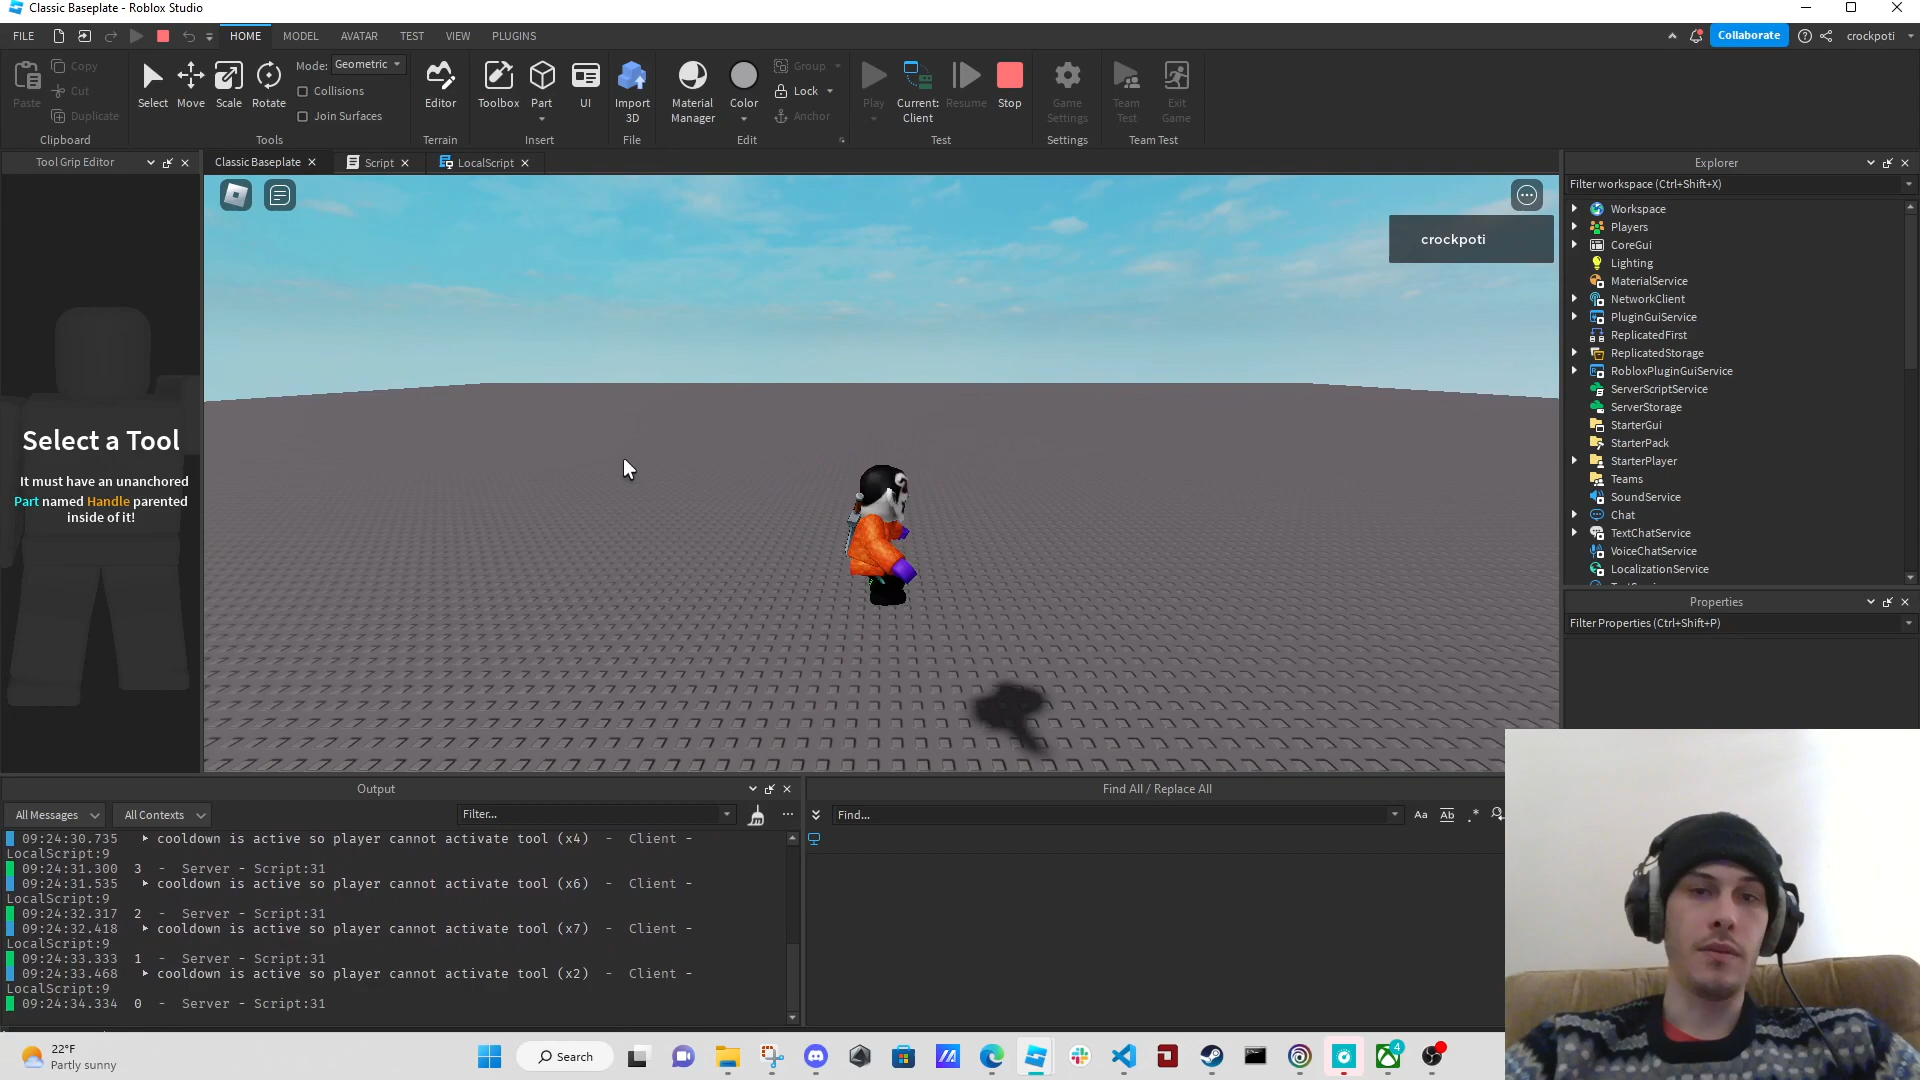 Classic Baseplate - Roblox Studio
FILE
HOME
MODEL
AVATAR
TEST
VIEW
PLUGINS
Collaborate
crockpoti
Paste
Copy
Cut
Duplicate
Clipboard
Select
Move
Scale
Rotate
Mode: Geometric
Collisions
Join Surfaces
Tools
Editor
Terrain
Toolbox
Part
UI
Insert
Import
3D
File
Material
Manager
Color
Group
Lock
Anchor
Edit
Play
Current:
Client
Resume
Stop
Test
Game
Settings
Settings
Team
Test
Exit
Game
Team Test
Tool Grip Editor
Classic Baseplate
Script
LocalScript
Select a Tool
It must have an unanchored
Part named Handle parented
inside of it!
crockpoti
Explorer
Filter workspace (Ctrl+Shift+X)
Workspace
Players
CoreGui
Lighting
MaterialService
NetworkClient
PluginGuiService
ReplicatedFirst
ReplicatedStorage
RobloxPluginGuiService
ServerScriptService
ServerStorage
StarterGui
StarterPack
StarterPlayer
Teams
SoundService
Chat
TextChatService
VoiceChatService
LocalizationService
Properties
Filter Properties (Ctrl+Shift+P)
Output
All Messages
All Contexts
Filter...
09:24:30.735 cooldown is active so player cannot activate tool (x4) - Client -
LocalScript:9
09:24:31.300 3 - Server - Script:31
09:24:31.535 cooldown is active so player cannot activate tool (x6) - Client -
LocalScript:9
09:24:32.317 2 - Server - Script:31
09:24:32.418 cooldown is active so player cannot activate tool (x7) - Client -
LocalScript:9
09:24:33.333 1 - Server - Script:31
09:24:33.468 cooldown is active so player cannot activate tool (x2) - Client -
LocalScript:9
09:24:34.334 0 - Server - Script:31
Find All / Replace All
Find...
Aa
Ab
.*
22°F
Partly sunny
Search
4